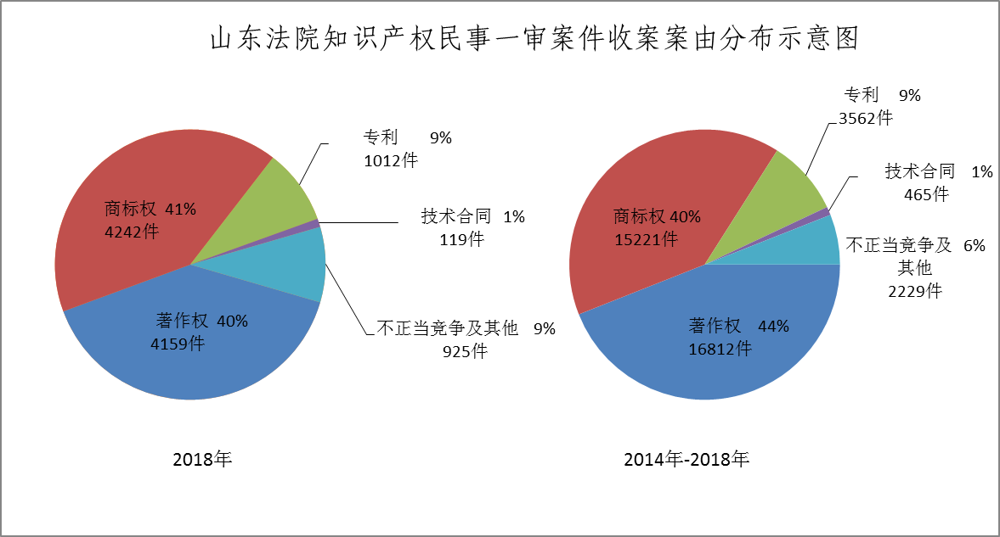 山东法院知识产权民事一审案件收案案由分布示意图
专利 9%
1012件
商标权 41%
4242件
技术合同 1%
119件
著作权 40%
4159件
不正当竞争及其他 9%
925件
2018年
专利 9%
3562件
技术合同 1%
465件
商标权 40%
15221件
不正当竞争及 6%
其他
2229件
著作权 44%
16812件
2014年-2018年